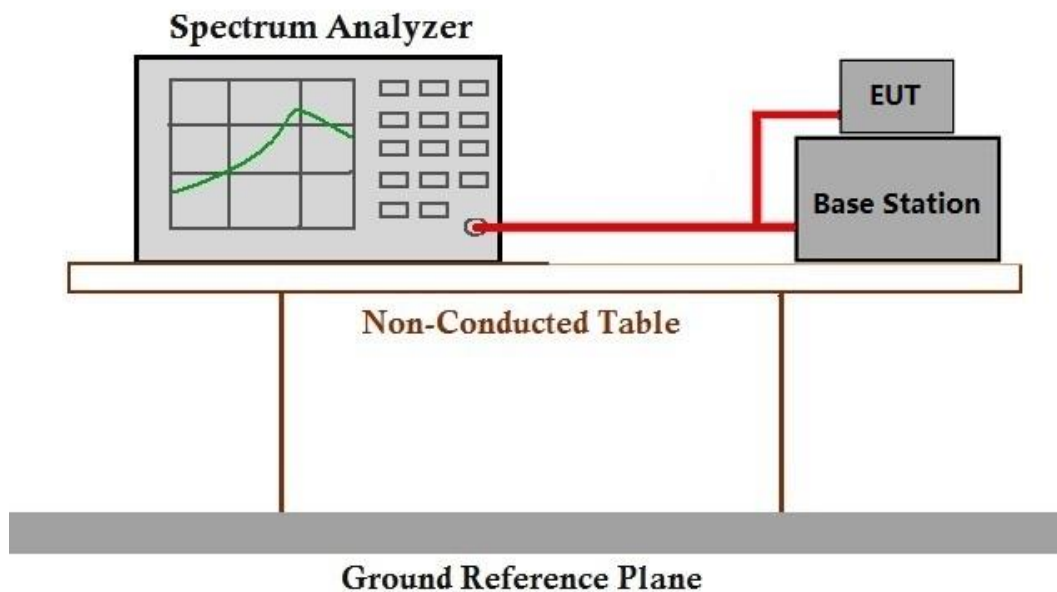 Spectrum Analyzer
EUT
Base Station
Non-Conducted Table
Ground Reference Plane